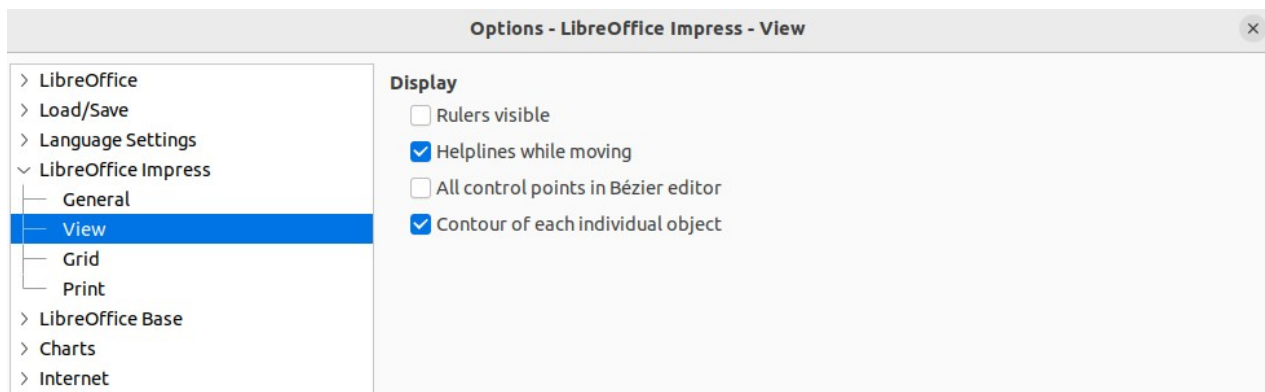 Options - LibreOffice Impress - View
LibreOffice
Load/Save
Language Settings
LibreOffice Impress
General
View
Grid
Print
LibreOffice Base
Charts
Internet
Display
Rulers visible
Helplines while moving
All control points in Bézier editor
Contour of each individual object